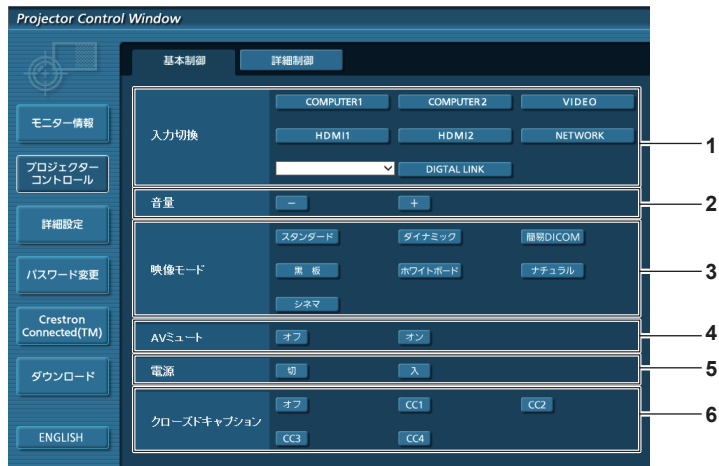 Projector Control Window
基本制御 詳細制御
モニター情報
プロジェクター
コントロール
詳細設定
パスワード変更
Crestron
Connected(TM)
ダウンロード
ENGLISH
入力切換 COMPUTER1 COMPUTER2 VIDEO
HDMI1 HDMI2 NETWORK
DIGTAL LINK
1
音量 － ＋ 2
スタンダード ダイナミック 簡易DICOM
映像モード 黒 板 ホワイトボード ナチュラル 3
シネマ
AVミュート オフ オン 4
電源 切 入 5
オフ CC1 CC2
クローズドキャプション 6
CC3 CC4